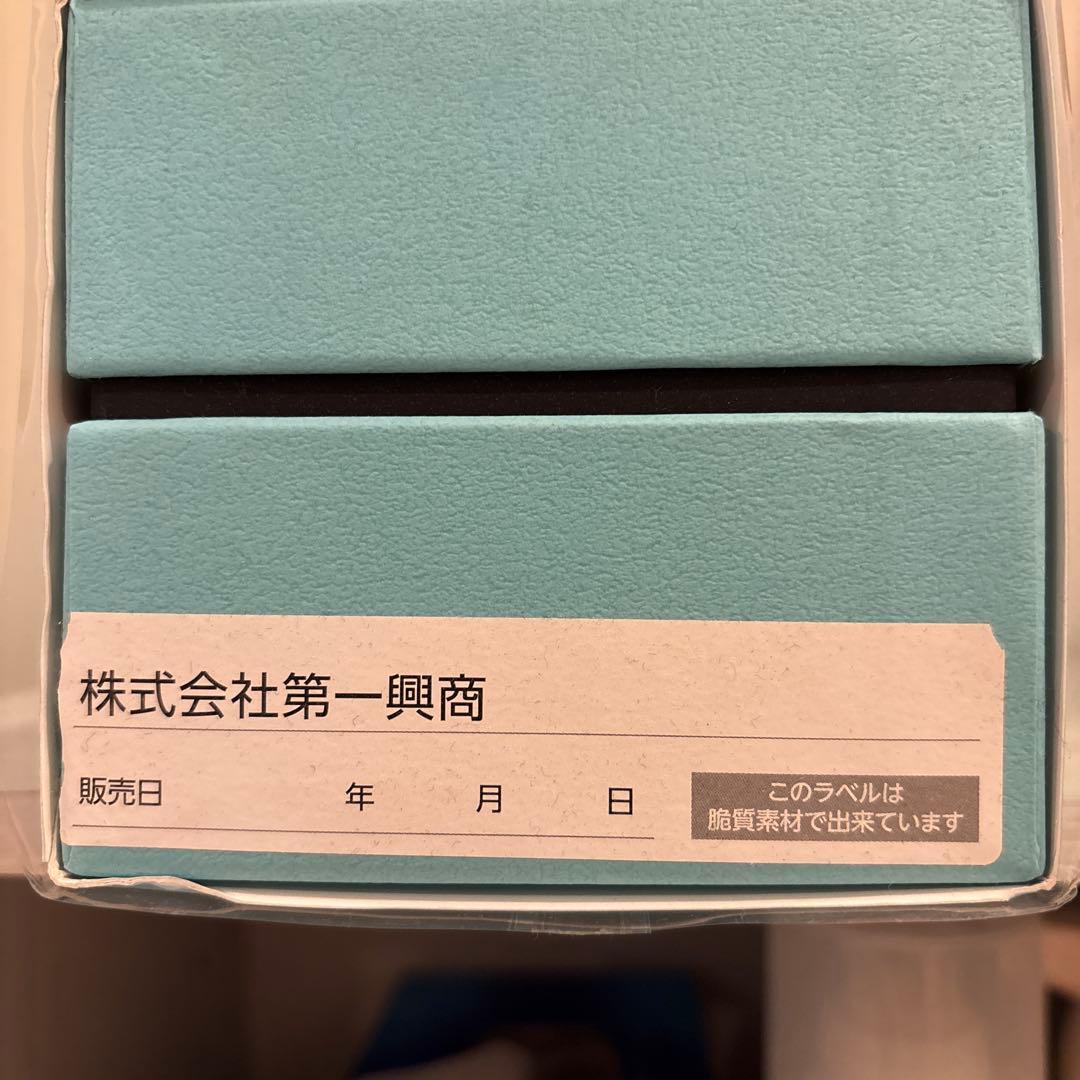 株式会社第一興商
販売日 年 月 日
このラベルは
脆質素材で出来ています